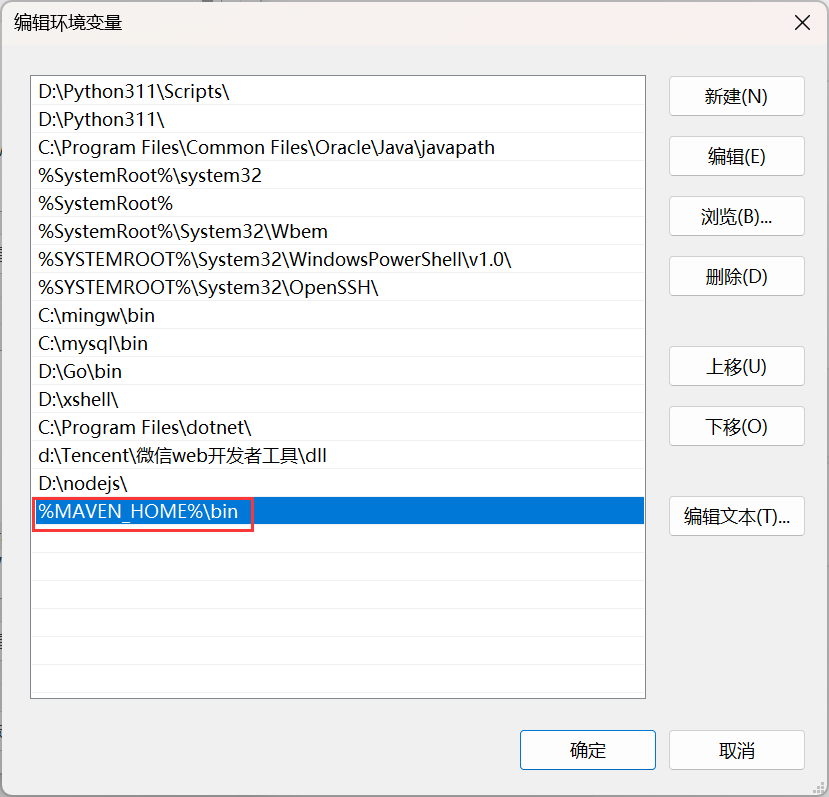 编辑环境变量
D:\Python311\Scripts\
D:\Python311\
C:\Program Files\Common Files\Oracle\Java\javapath
%SystemRoot%\system32
%SystemRoot%
%SystemRoot%\System32\Wbem
%SYSTEMROOT%\System32\WindowsPowerShell\v1.0\
%SYSTEMROOT%\System32\OpenSSH\
C:\mingw\bin
C:\mysql\bin
D:\Go\bin
D:\xshell\
C:\Program Files\dotnet\
d:\Tencent\微信web开发者工具\dll
D:\nodejs\
%MAVEN_HOME%\bin
新建(N)
编辑(E)
浏览(B)...
删除(D)
上移(U)
下移(O)
编辑文本(T)...
确定
取消